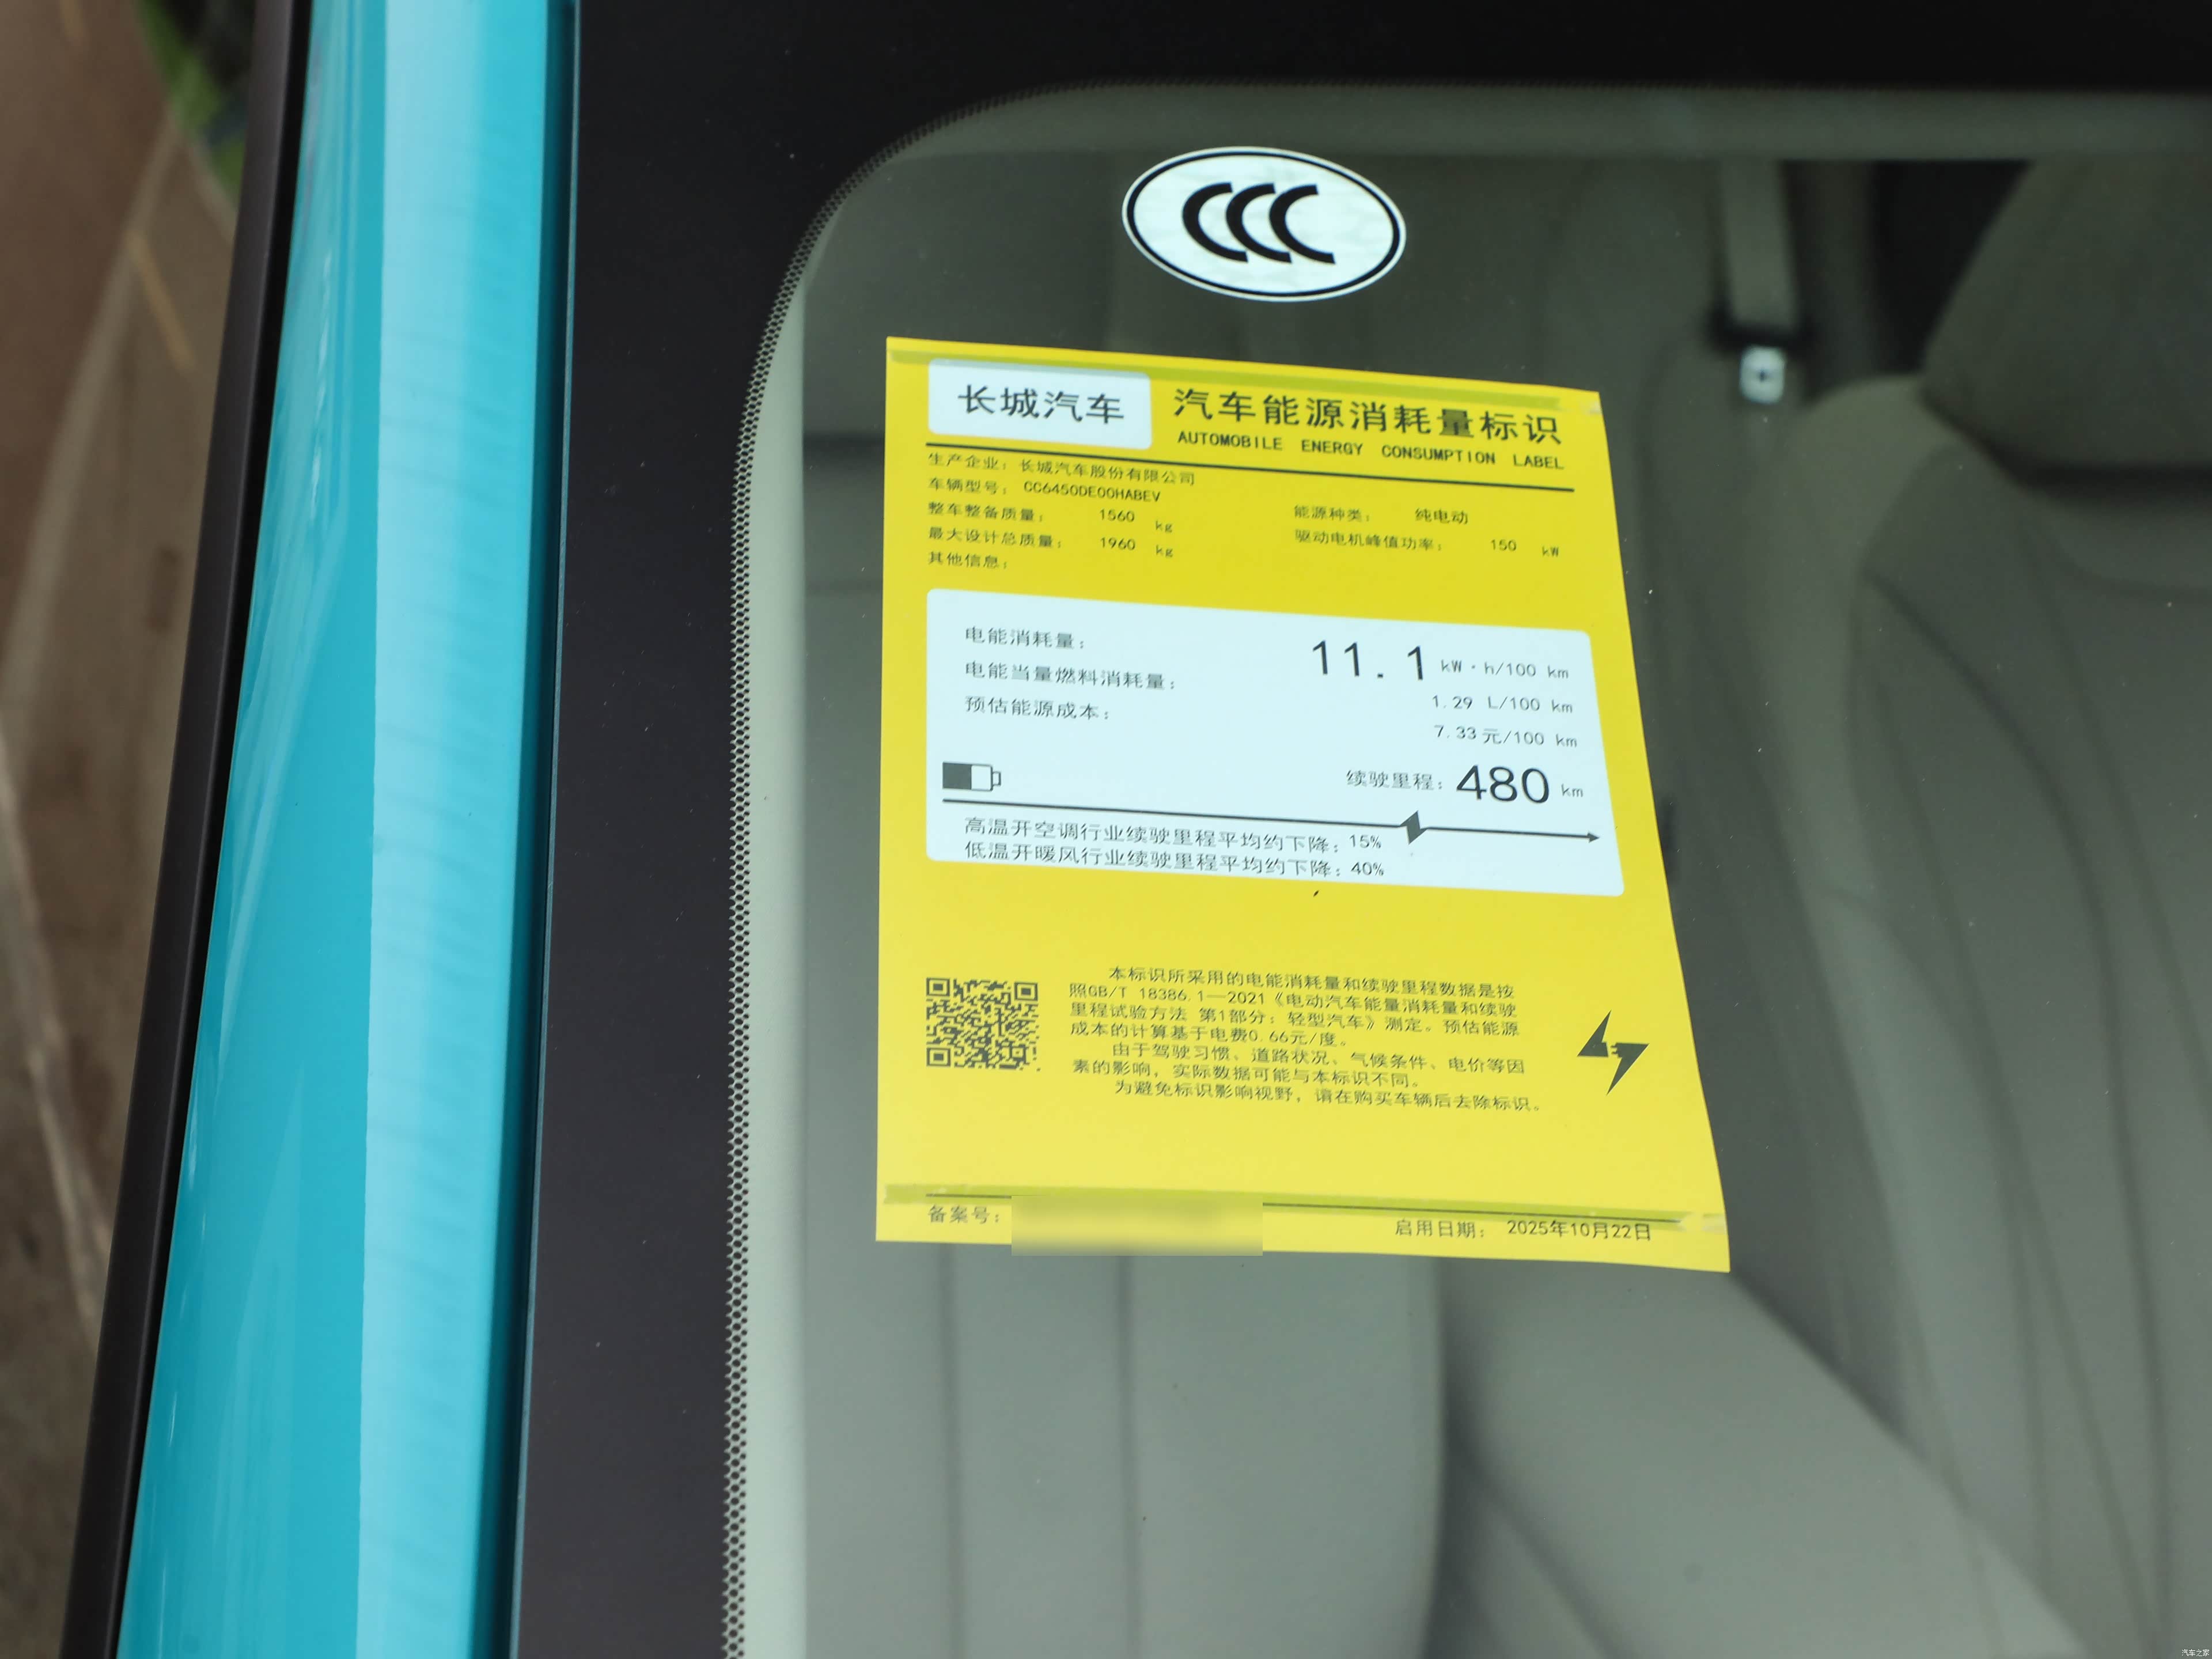 CCC
长城汽车
汽车能源消耗量标识
AUTOMOBILE ENERGY CONSUMPTION LABEL
生产企业：长城汽车股份有限公司
车辆型号：CC6450DE00HABEV
整车整备质量：1560 kg 能源种类：纯电动
最大设计总质量：1960 kg 驱动电机峰值功率：150 kW
其他信息：
电能消耗量：11.1 kW·h/100 km
电能当量燃料消耗量：1.29 L/100 km
预估能源成本：7.33元/100 km
续驶里程：480 km
高温开空调行业续驶里程平均约下降：15%
低温开暖风行业续驶里程平均约下降：40%
本标识所采用的电能消耗量和续驶里程数据是按
照GB/T 18386.1—2021《电动汽车能量消耗量和续驶
里程试验方法 第1部分：轻型汽车》测定。预估能源
成本的计算基于电费0.66元/度。
由于驾驶习惯、道路状况、气候条件、电价等因
素的影响，实际数据可能与本标识不同。
为避免标识影响视野，请在购买车辆后去除标识。
备案号：
启用日期：2025年10月22日
汽车之家